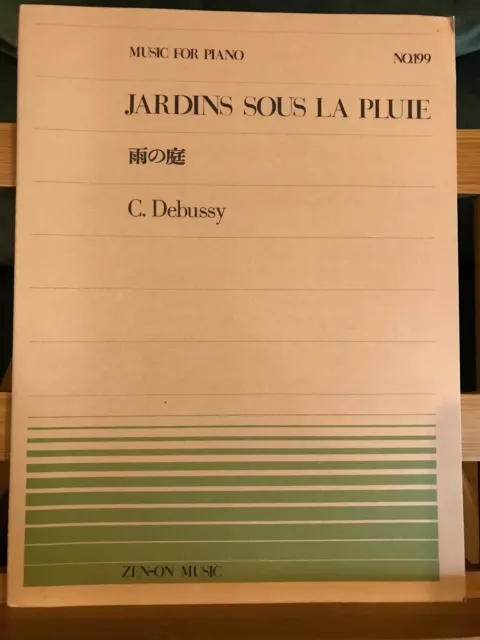 MUSIC FOR PIANO NO.199
JARDINS SOUS LA PLUIE
雨の庭
C. Debussy
ZEN-ON MUSIC